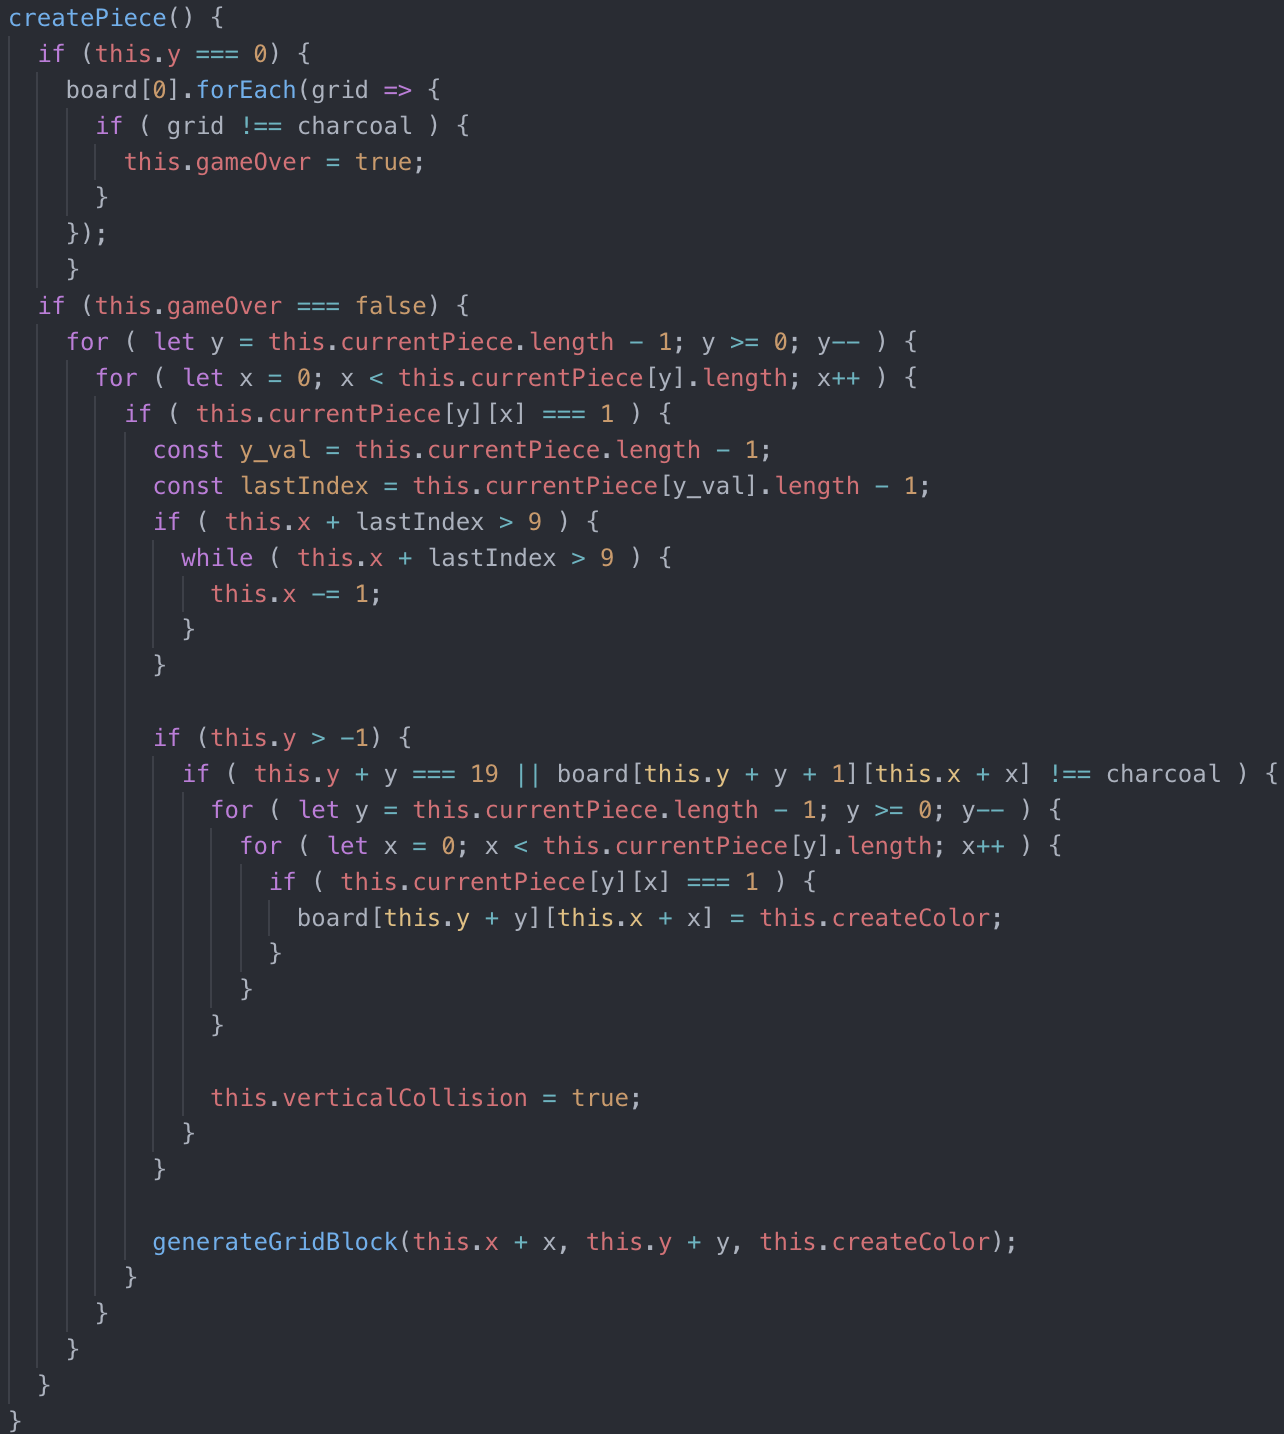 createPiece() {
  if (this.y === 0) {
    board[0].forEach(grid => {
      if ( grid !== charcoal ) {
        this.gameOver = true;
      }
    });
    }
  if (this.gameOver === false) {
    for ( let y = this.currentPiece.length - 1; y >= 0; y-- ) {
      for ( let x = 0; x < this.currentPiece[y].length; x++ ) {
        if ( this.currentPiece[y][x] === 1 ) {
          const y_val = this.currentPiece.length - 1;
          const lastIndex = this.currentPiece[y_val].length - 1;
          if ( this.x + lastIndex > 9 ) {
            while ( this.x + lastIndex > 9 ) {
              this.x -= 1;
            }
          }

          if (this.y > -1) {
            if ( this.y + y === 19 || board[this.y + y + 1][this.x + x] !== charcoal ) {
              for ( let y = this.currentPiece.length - 1; y >= 0; y-- ) {
                for ( let x = 0; x < this.currentPiece[y].length; x++ ) {
                  if ( this.currentPiece[y][x] === 1 ) {
                    board[this.y + y][this.x + x] = this.createColor;
                  }
                }
              }

              this.verticalCollision = true;
            }
          }

          generateGridBlock(this.x + x, this.y + y, this.createColor);
        }
      }
    }
  }
}